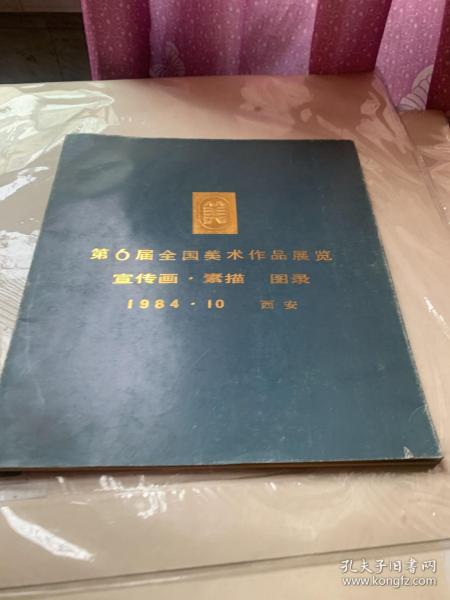 美
第6届全国美术作品展览
宣传画·素描 图录
1984·10 西安
孔夫子旧书网
www.kongfz.com